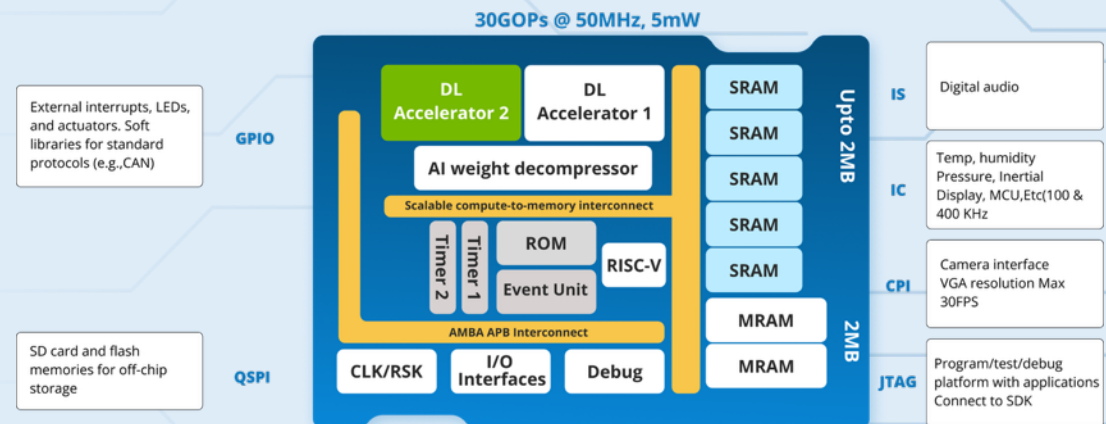 30GOPs @ 50MHz, 5mW
External interrupts, LEDs,
and actuators. Soft
libraries for standard
protocols (e.g.,CAN)
GPIO
SD card and flash
memories for off-chip
storage
QSPI
DL
Accelerator 2
DL
Accelerator 1
AI weight decompressor
Scalable compute-to-memory interconnect
Timer 2
Timer 1
ROM
Event Unit
RISC-V
AMBA APB Interconnect
CLK/RSK
I/O
Interfaces
Debug
SRAM
SRAM
SRAM
SRAM
SRAM
MRAM
MRAM
Upto 2MB
2MB
IS
Digital audio
IC
Temp, humidity
Pressure, Inertial
Display, MCU,Etc(100 &
400 KHz
CPI
Camera interface
VGA resolution Max
30FPS
JTAG
Program/test/debug
platform with applications
Connect to SDK